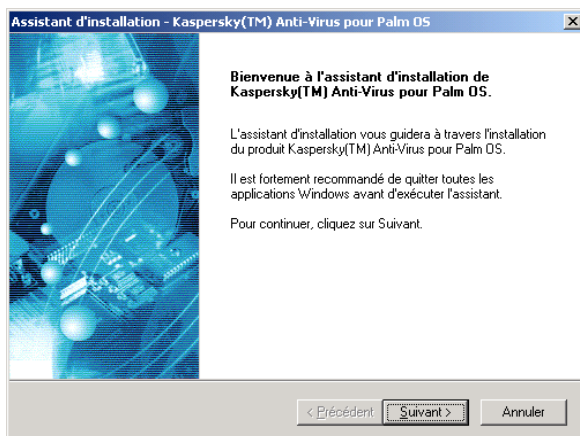 Assistant d'installation - Kaspersky(TM) Anti-Virus pour Palm OS
Bienvenue à l'assistant d'installation de
Kaspersky(TM) Anti-Virus pour Palm OS.
L'assistant d'installation vous guidera à travers l'installation
du produit Kaspersky(TM) Anti-Virus pour Palm OS.
Il est fortement recommandé de quitter toutes les
applications Windows avant d'exécuter l'assistant.
Pour continuer, cliquez sur Suivant.
< Précédent
Suivant >
Annuler